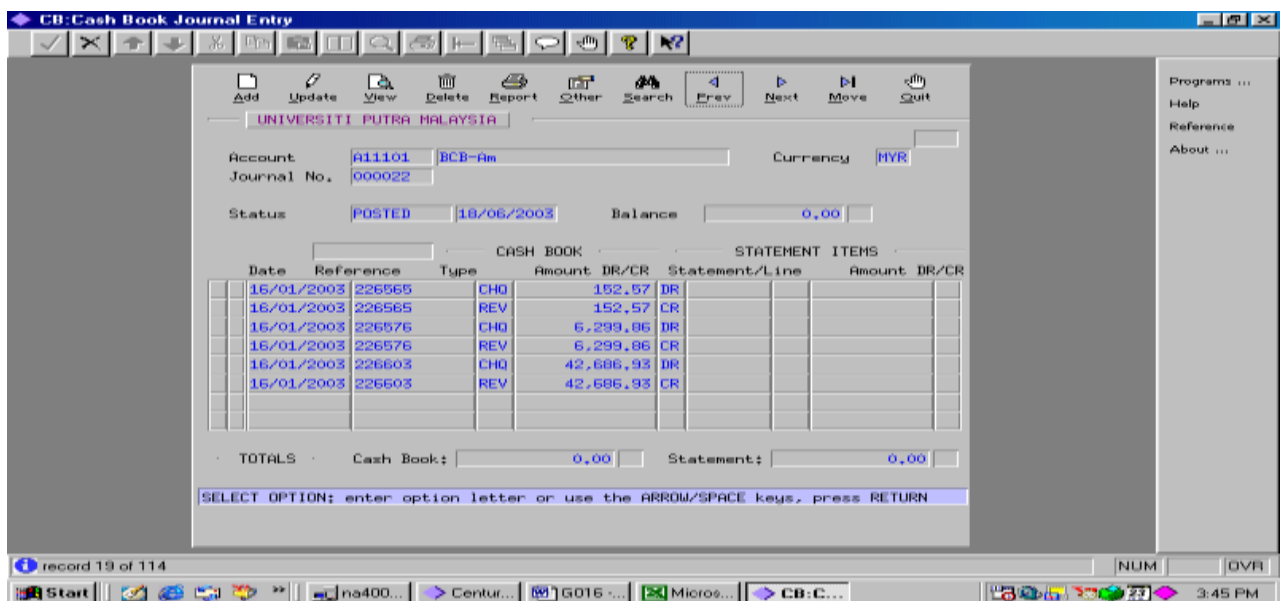 CB:Cash Book Journal Entry
Add Update View Delete Report Other Search Prev Next Move Quit
Programs ...
Help
Reference
About ...
UNIVERSITI PUTRA MALAYSIA
Account A11101 BCB-Am Currency MYR
Journal No. 000022
Status POSTED 18/06/2003 Balance 0.00
CASH BOOK STATEMENT ITEMS
Date Reference Type Amount DR/CR Statement/Line Amount DR/CR
16/01/2003 226565 CHQ 152.57 DR
16/01/2003 226565 REV 152.57 CR
16/01/2003 226576 CHQ 6,299.86 DR
16/01/2003 226576 REV 6,299.86 CR
16/01/2003 226603 CHQ 42,686.93 DR
16/01/2003 226603 REV 42,686.93 CR
TOTALS Cash Book: 0.00 Statement: 0.00
SELECT OPTION: enter option letter or use the ARROW/SPACE keys, press RETURN
record 19 of 114 NUM OVR
Start na400... Centur... G016 -... Micros... CB:C... 3:45 PM